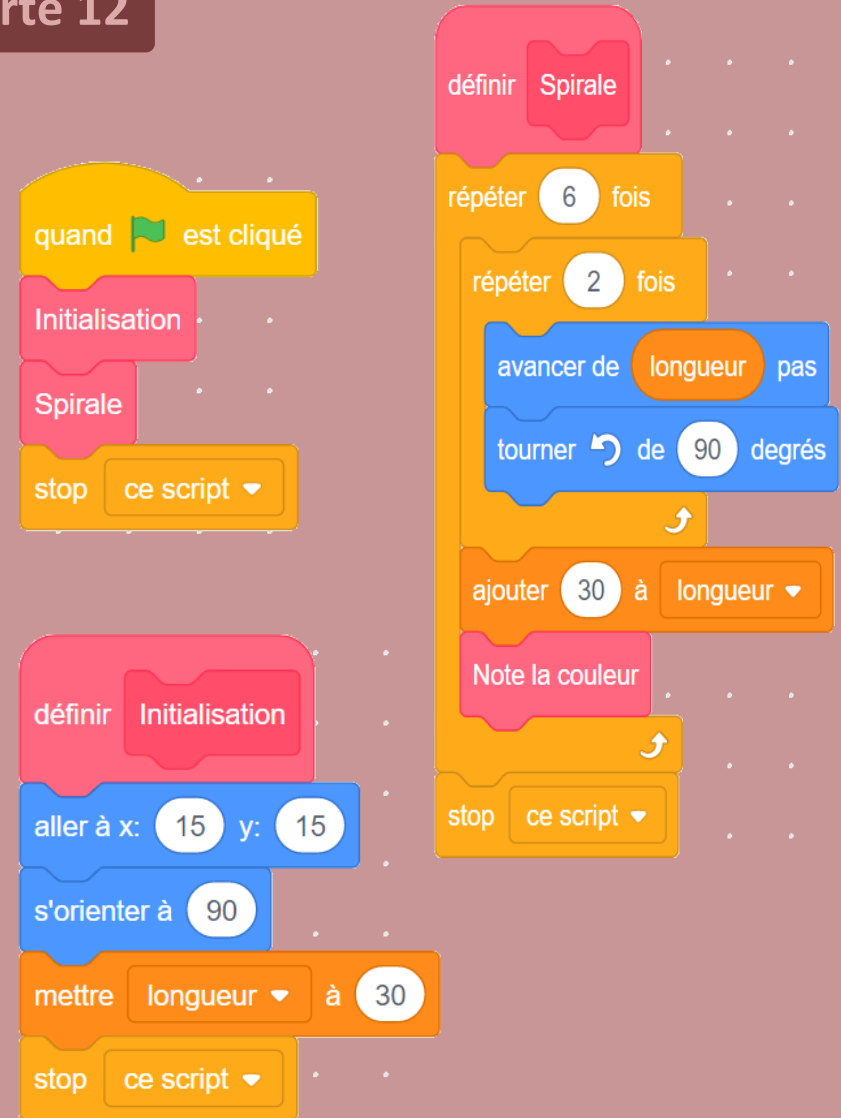 rte 12
quand est cliqué
Initialisation
Spirale
stop ce script
définir Initialisation
aller à x: 15 y: 15
s'orienter à 90
mettre longueur à 30
stop ce script
définir Spirale
répéter 6 fois
répéter 2 fois
avancer de longueur pas
tourner de 90 degrés
ajouter 30 à longueur
Note la couleur
stop ce script